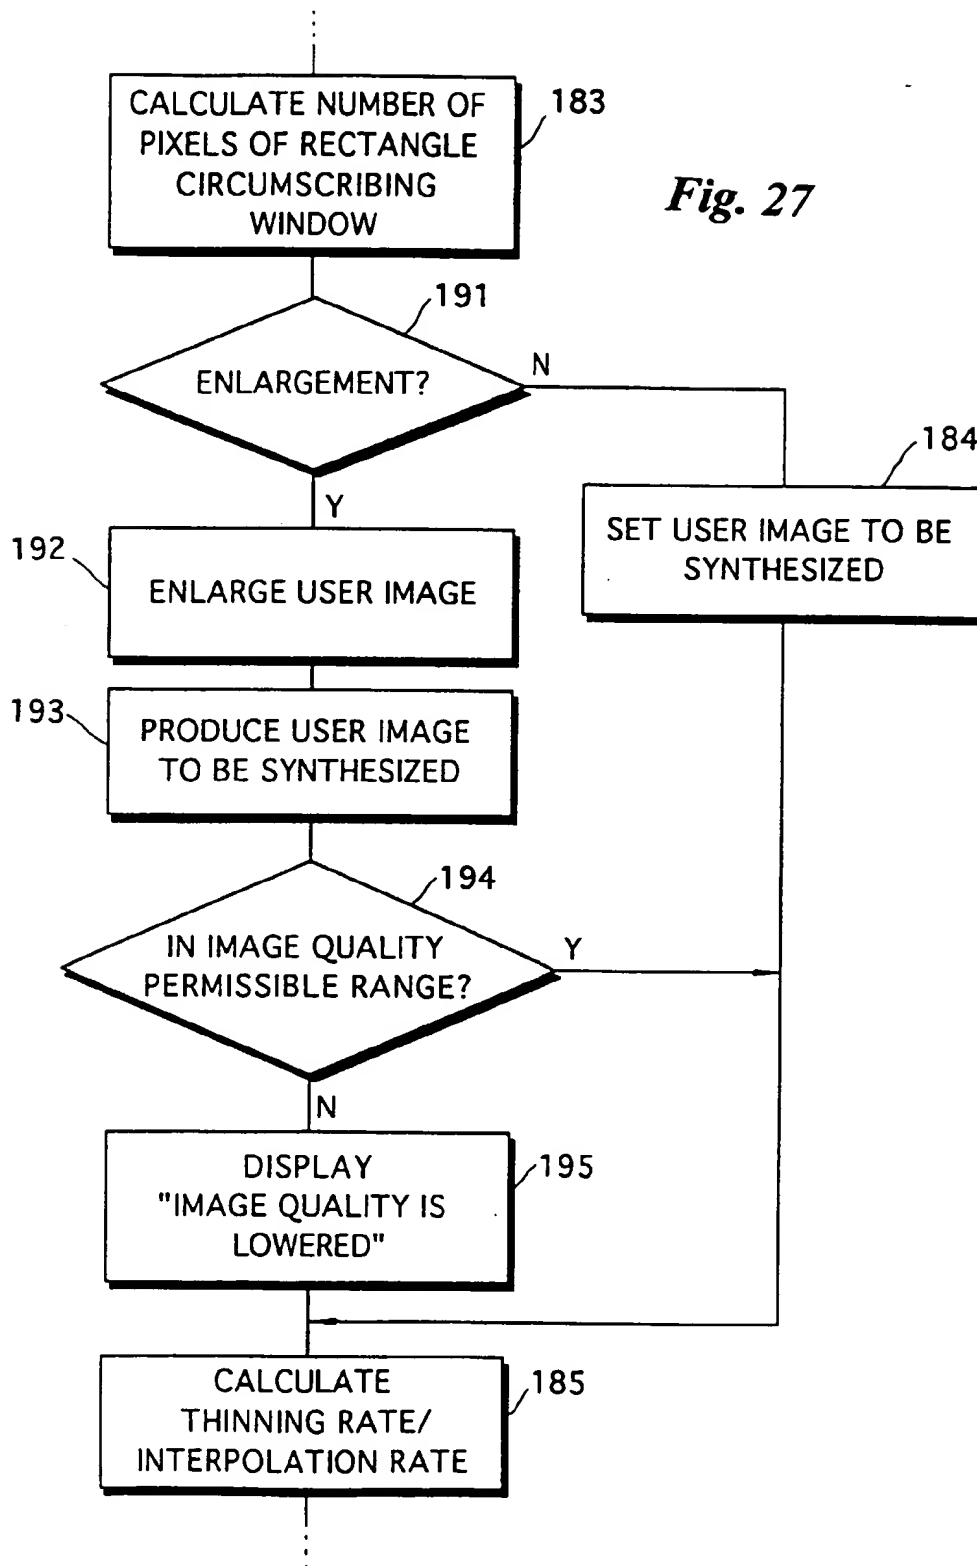 CALCULATE NUMBER OF
PIXELS OF RECTANGLE
CIRCUMSCRIBING
WINDOW
183
Fig. 27
191
ENLARGEMENT?
N
Y
184
SET USER IMAGE TO BE
SYNTHESIZED
192
ENLARGE USER IMAGE
193
PRODUCE USER IMAGE
TO BE SYNTHESIZED
194
IN IMAGE QUALITY
PERMISSIBLE RANGE?
Y
N
DISPLAY
"IMAGE QUALITY IS
LOWERED"
195
CALCULATE
THINNING RATE/
INTERPOLATION RATE
185